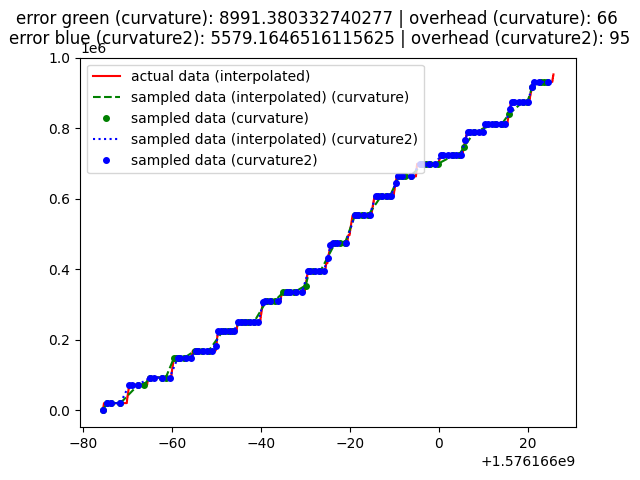 error green (curvature): 8991.380332740277 | overhead (curvature): 66
error blue (curvature2): 5579.1646516115625 | overhead (curvature2): 95
1e6
actual data (interpolated)
sampled data (interpolated) (curvature)
sampled data (curvature)
sampled data (interpolated) (curvature2)
sampled data (curvature2)
1.0
0.8
0.6
0.4
0.2
0.0
−80 −60 −40 −20 0 20
+1.576166e9